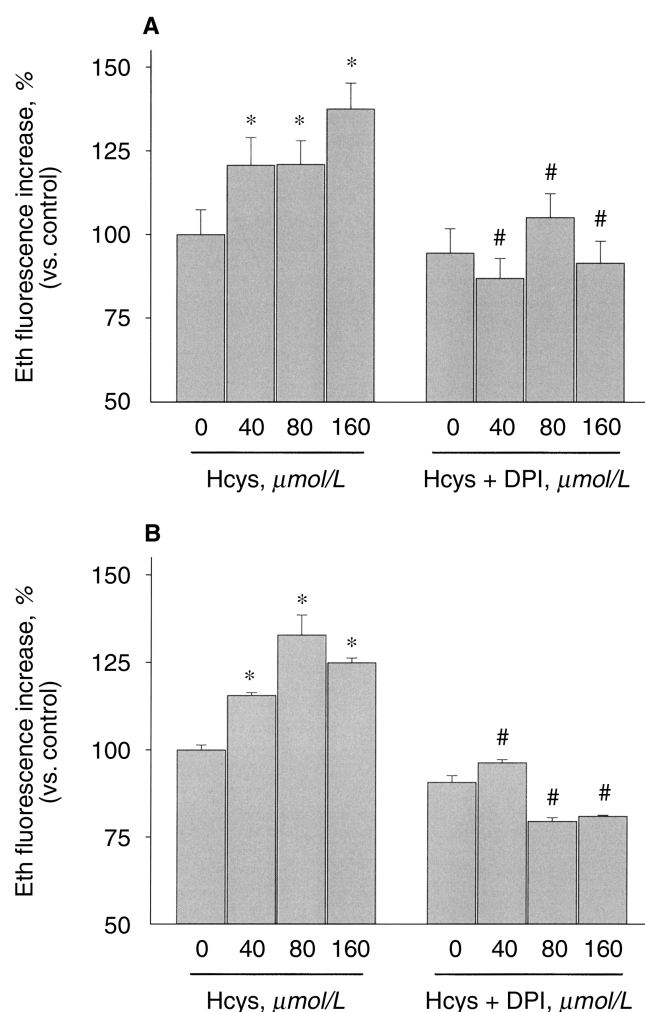 A
Eth fluorescence increase, %
(vs. control)
150
125
100
75
50
*
*
*
#
#
#
0 40 80 160 0 40 80 160
Hcys, μmol/L Hcys + DPI, μmol/L
B
Eth fluorescence increase, %
(vs. control)
150
125
100
75
50
*
*
*
#
#
#
0 40 80 160 0 40 80 160
Hcys, μmol/L Hcys + DPI, μmol/L